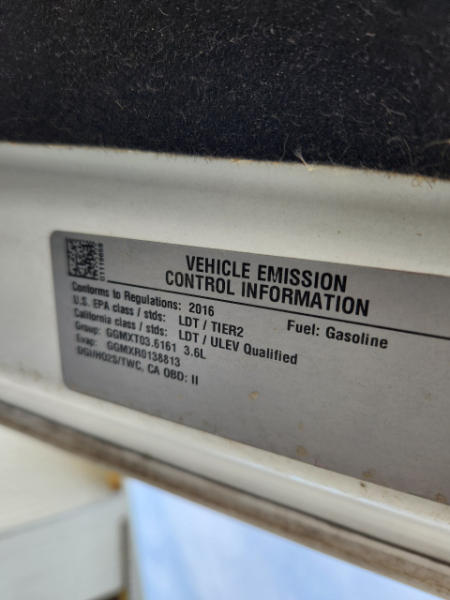 VEHICLE EMISSION
CONTROL INFORMATION
Conforms to Regulations: 2016 Fuel: Gasoline
U.S. EPA class / stds: LDT / TIER2
California class / stds: LDT / ULEV Qualified
Group: GGMXT03.6161 3.6L
Evap: GGMXR0138813
DGI/HO2S/TWC, CA OBD: II